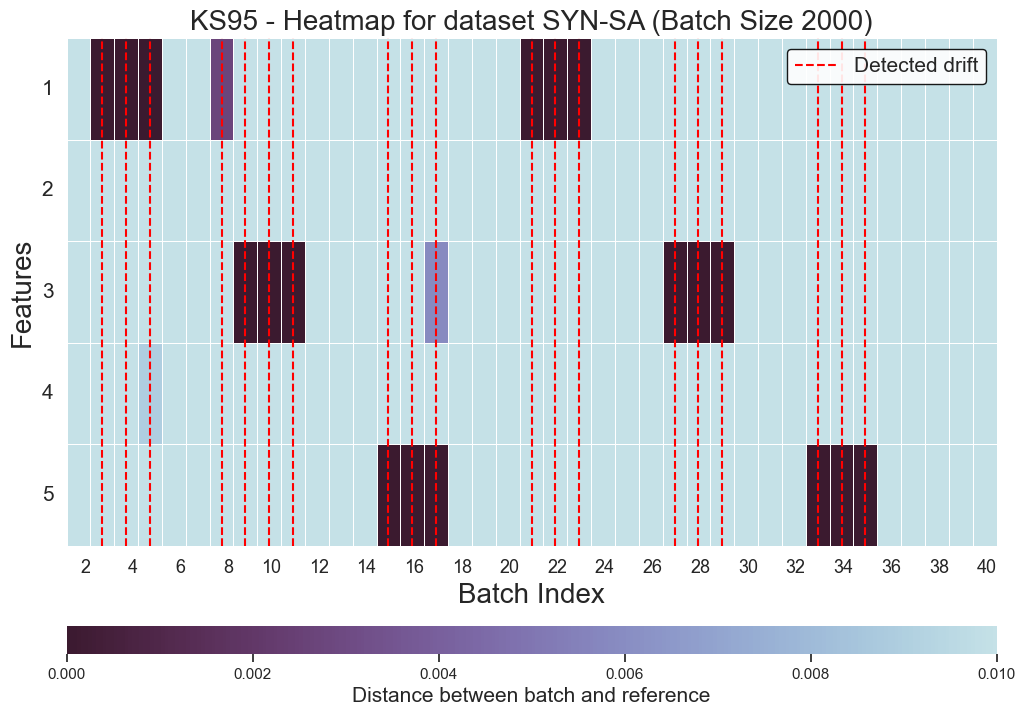 KS95 - Heatmap for dataset SYN-SA (Batch Size 2000)
Detected drift
Features
1
2
3
4
5
2 4 6 8 10 12 14 16 18 20 22 24 26 28 30 32 34 36 38 40
Batch Index
0.000 0.002 0.004 0.006 0.008 0.010
Distance between batch and reference